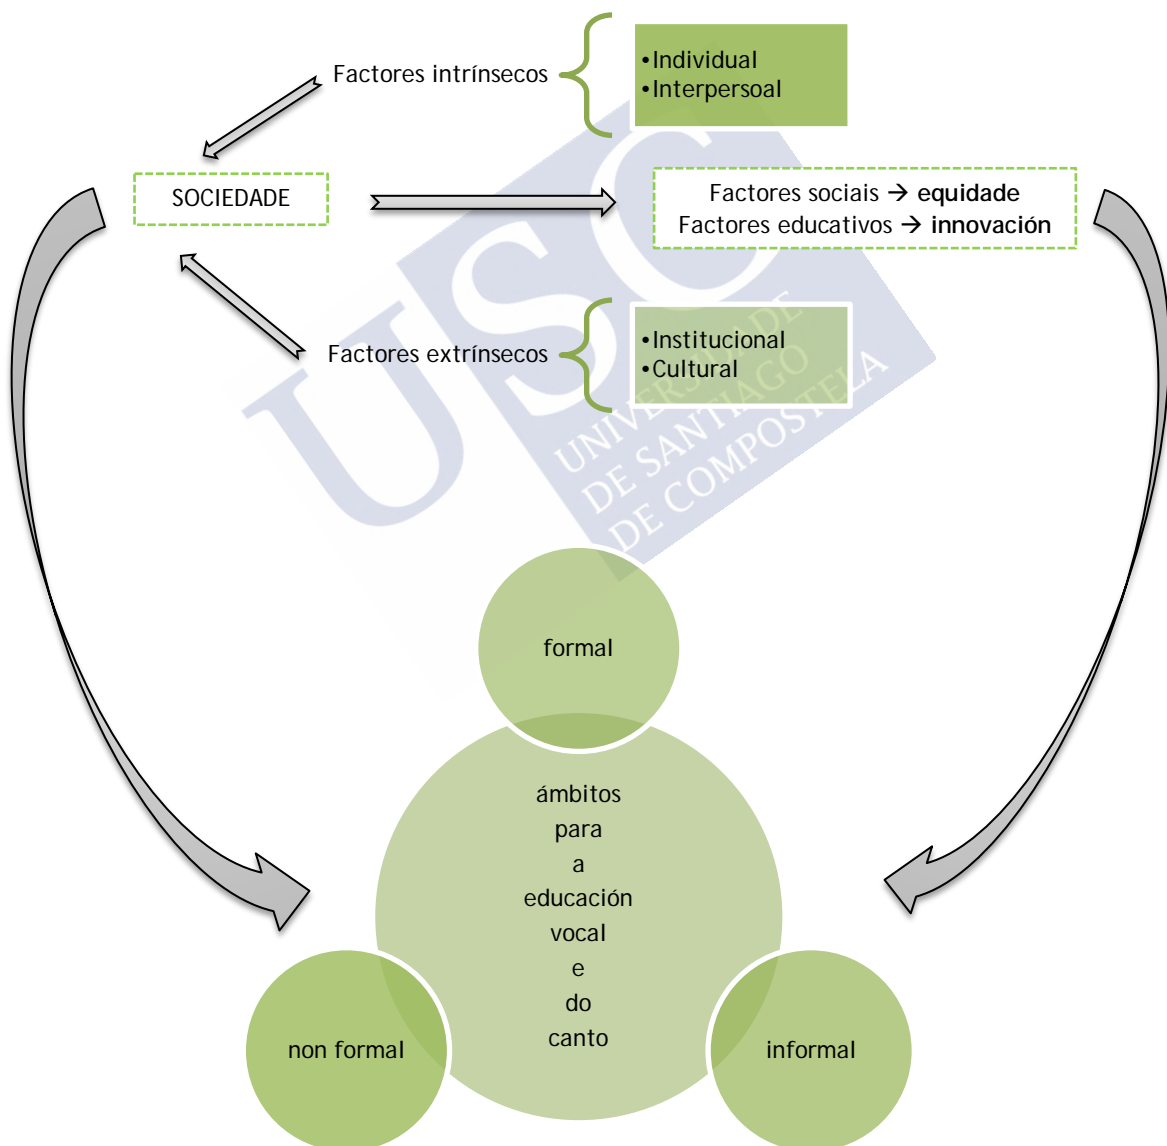 Factores intrínsecos
•Individual
•Interpersoal
SOCIEDADE
Factores sociais → equidade
Factores educativos → innovación
Factores extrínsecos
•Institucional
•Cultural
USC
UNIVERSIDADE
DE SANTIAGO
DE COMPOSTELA
formal
ámbitos
para
a
educación
vocal
e
do
canto
non formal
informal